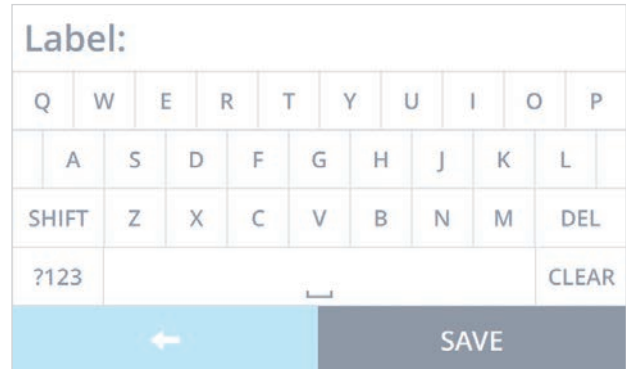 Label:
Q W E R T Y U I O P
A S D F G H J K L
SHIFT Z X C V B N M DEL
?123 CLEAR
SAVE